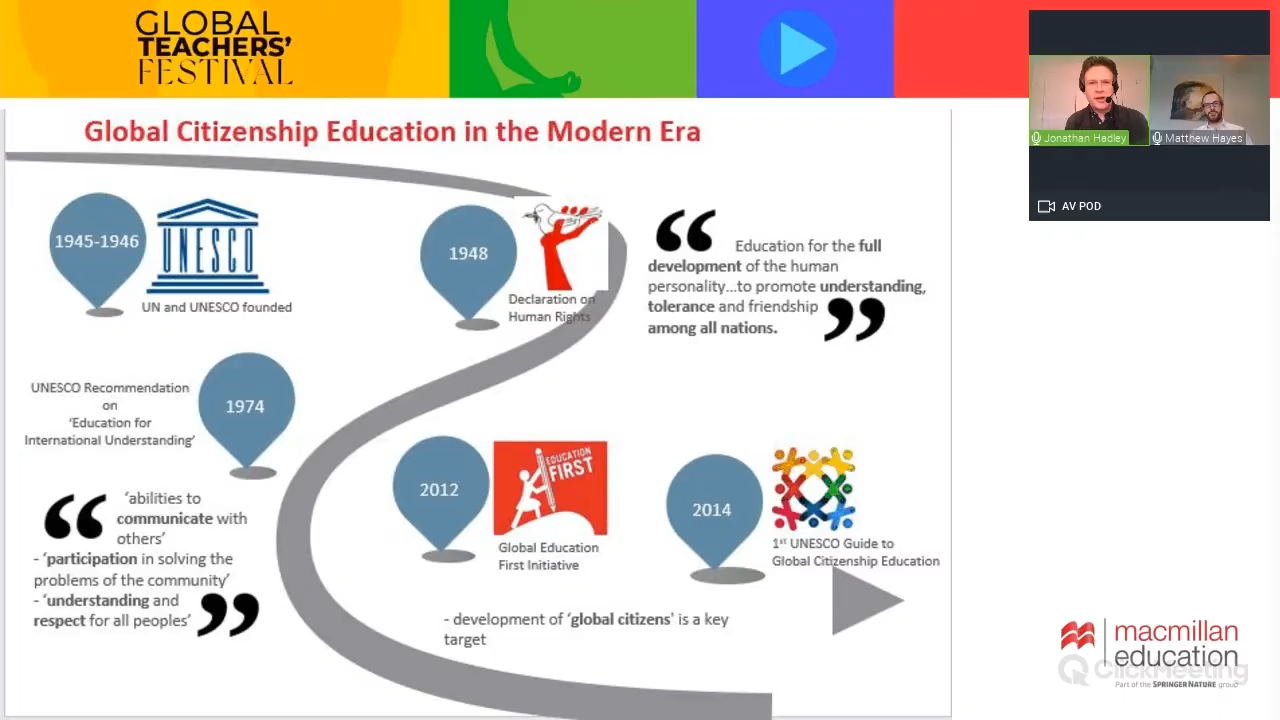 GLOBAL
TEACHERS'
FESTIVAL
Jonathan Hadley
Matthew Hayes
AV POD
Global Citizenship Education in the Modern Era
1945-1946
UNESCO
UN and UNESCO founded
1948
Declaration on
Human Rights
“ Education for the full
development of the human
personality…to promote understanding,
tolerance and friendship
among all nations. ”
UNESCO Recommendation
on
‘Education for
International Understanding’
1974
“ ‘abilities to
communicate with
others’
- ‘participation in solving the
problems of the community’
- ‘understanding and
respect for all peoples’ ”
2012
EDUCATION
FIRST
Global Education
First Initiative
2014
1st UNESCO Guide to
Global Citizenship Education
- development of ‘global citizens' is a key
target
macmillan
education
ClickMeeting
Part of the SPRINGER NATURE group